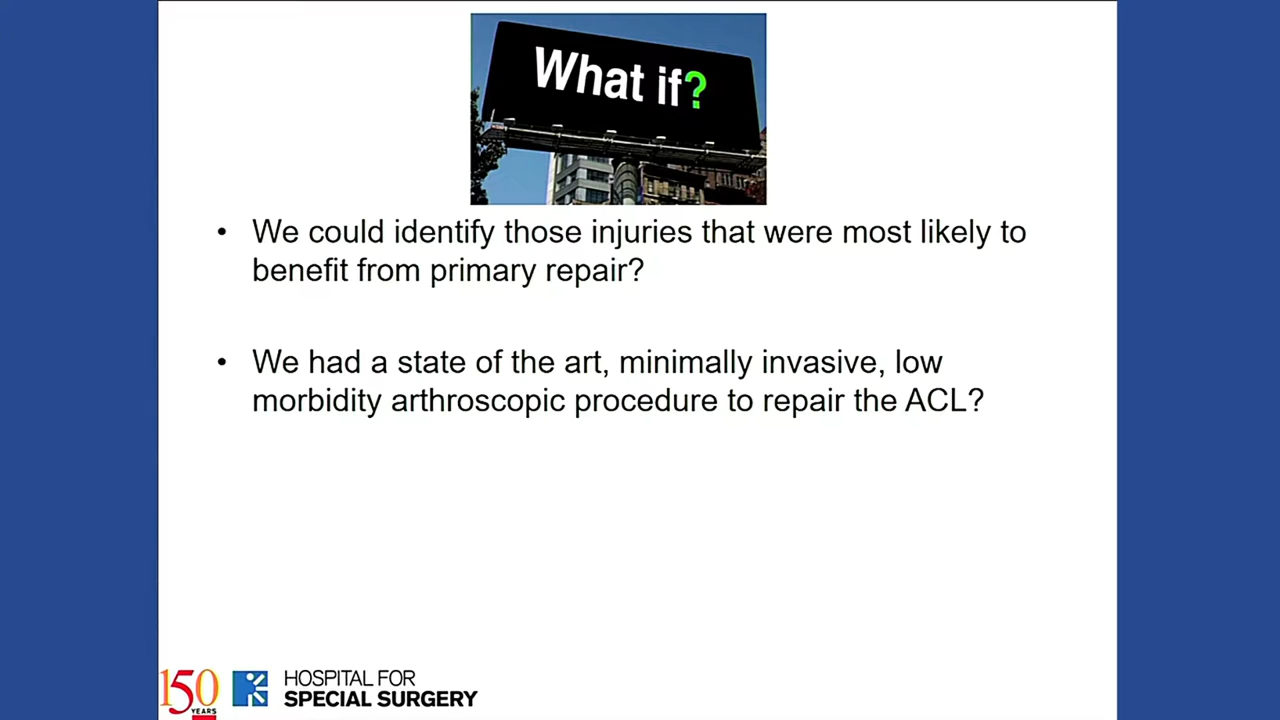 What if?
• We could identify those injuries that were most likely to
benefit from primary repair?
• We had a state of the art, minimally invasive, low
morbidity arthroscopic procedure to repair the ACL?
150
YEARS
HOSPITAL FOR
SPECIAL SURGERY